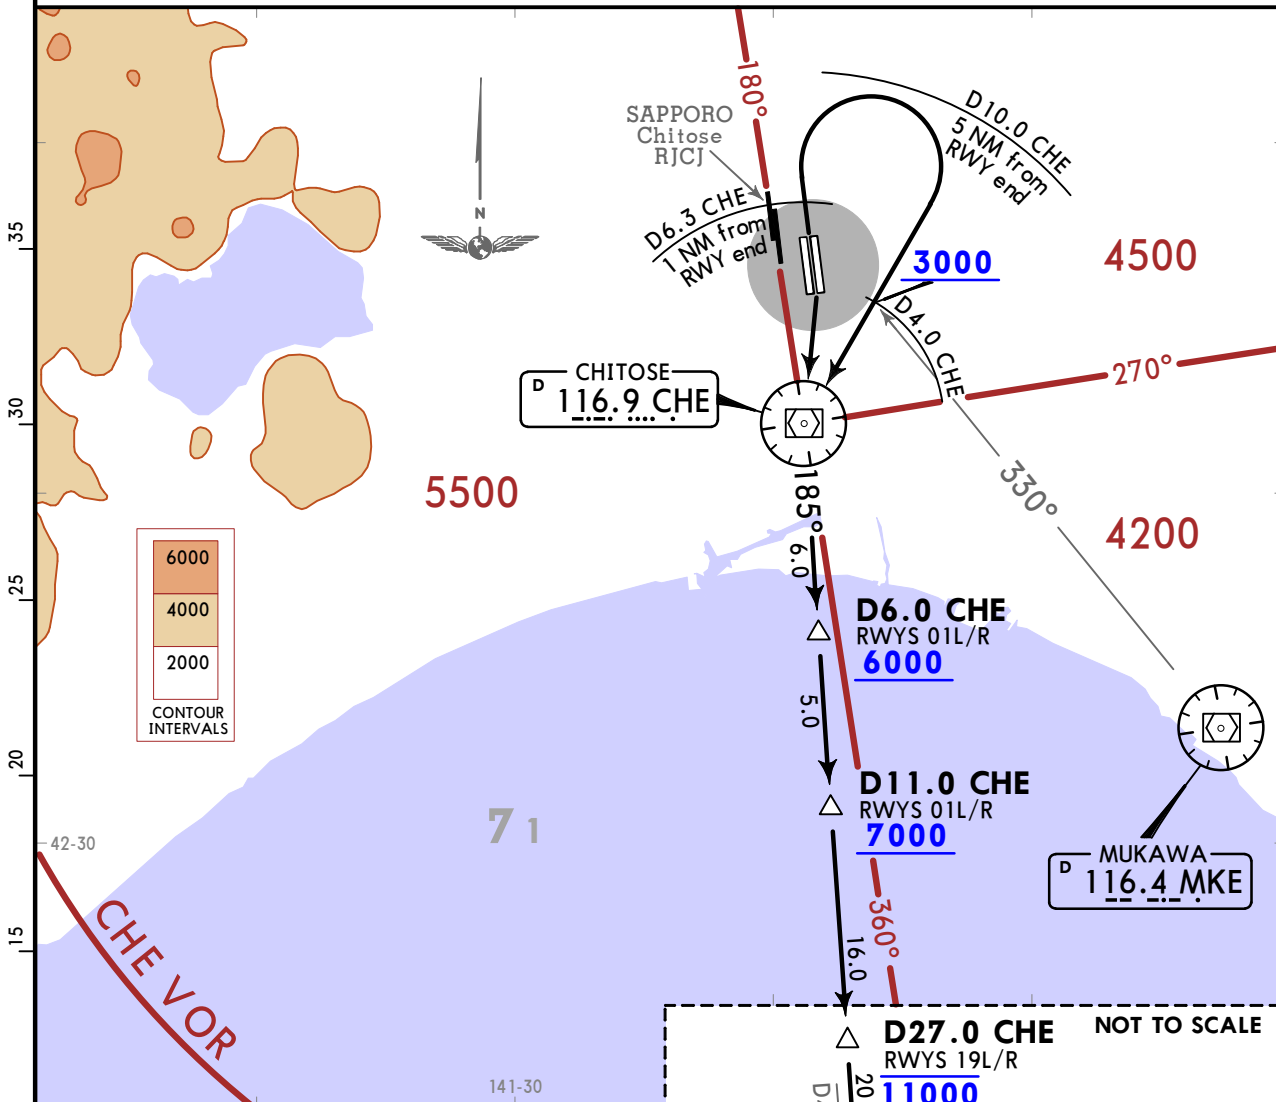 180°
SAPPORO
Chitose
RJCJ
D10.0 CHE
5 NM from
RWY end
D6.3 CHE
1 NM from
RWY end
N
35
3000
4500
D4.0 CHE
270°
CHITOSE
D 116.9 CHE
30
330°
185°
5500
4200
6.0
6000
4000
2000
CONTOUR
INTERVALS
25
D6.0 CHE
RWYS 01L/R
6000
5.0
20
D11.0 CHE
RWYS 01L/R
7000
71
42-30
MUKAWA
D 116.4 MKE
360°
15
16.0
CHE VOR
NOT TO SCALE
D27.0 CHE
RWYS 19L/R
11000
20
141-30